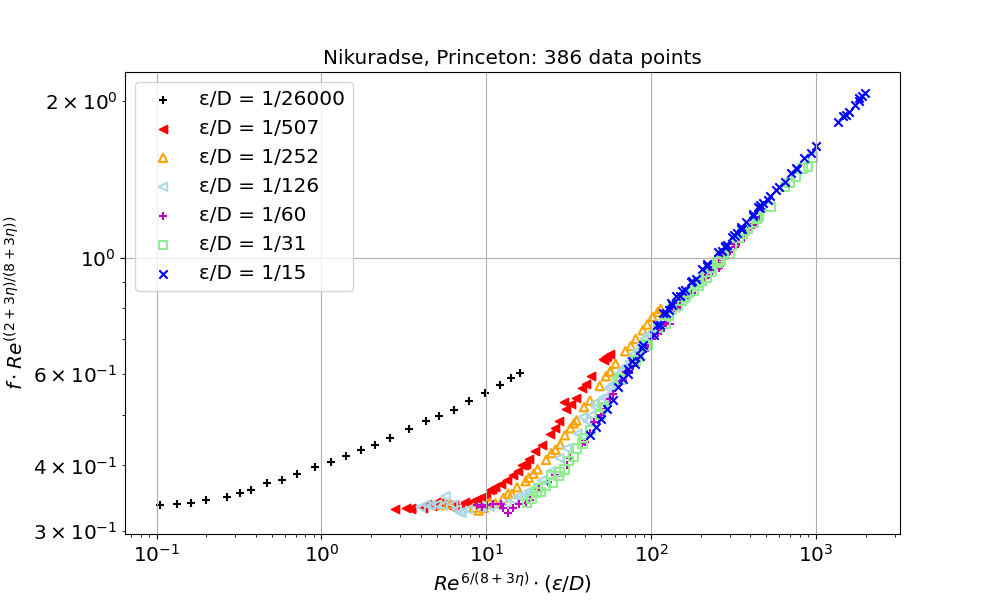 Nikuradse, Princeton: 386 data points
ε/D = 1/26000
ε/D = 1/507
ε/D = 1/252
ε/D = 1/126
ε/D = 1/60
ε/D = 1/31
ε/D = 1/15
2 × 10⁰
10⁰
6 × 10⁻¹
4 × 10⁻¹
3 × 10⁻¹
f · Re^((2 + 3η)/(8 + 3η))
10⁻¹ 10⁰ 10¹ 10² 10³
Re^6/(8 + 3η) · (ε/D)